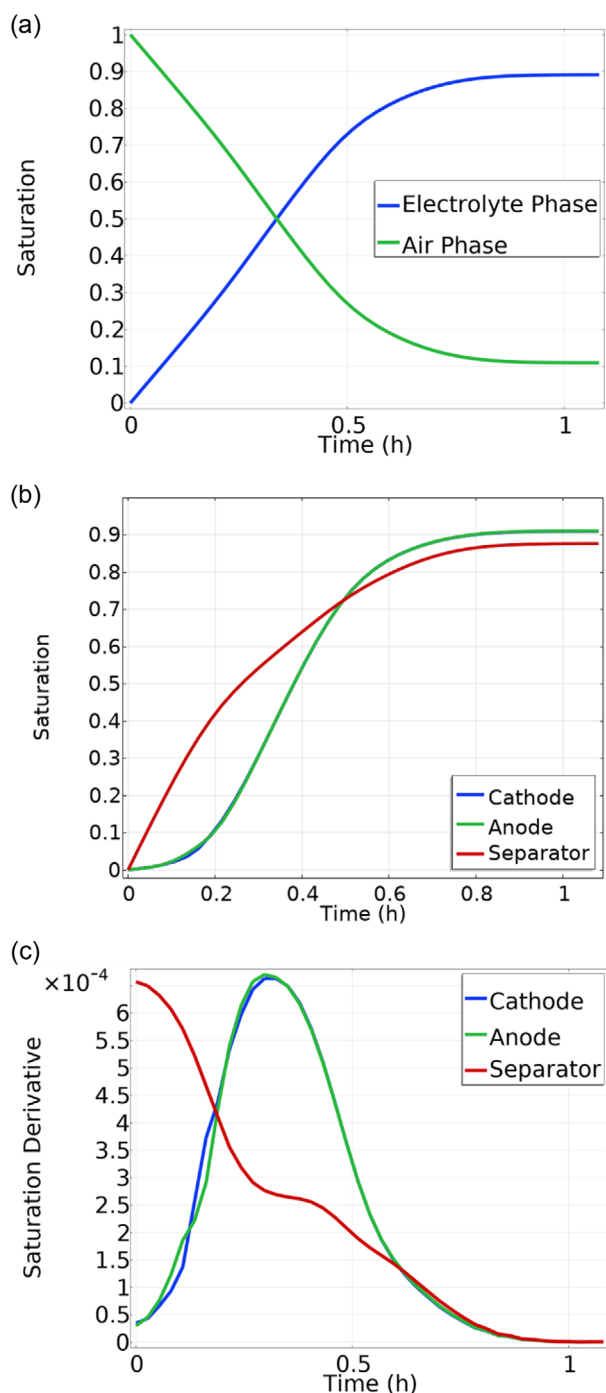 (a)
1
0.9
0.8
0.7
0.6
0.5
0.4
0.3
0.2
0.1
0
Saturation
Electrolyte Phase
Air Phase
0 0.5 1
Time (h)
(b)
0.9
0.8
0.7
0.6
0.5
0.4
0.3
0.2
0.1
0
Saturation
Cathode
Anode
Separator
0 0.2 0.4 0.6 0.8 1
Time (h)
(c)
×10⁻⁴
6
5.5
5
4.5
4
3.5
3
2.5
2
1.5
1
0.5
0
Saturation Derivative
Cathode
Anode
Separator
0 0.5 1
Time (h)